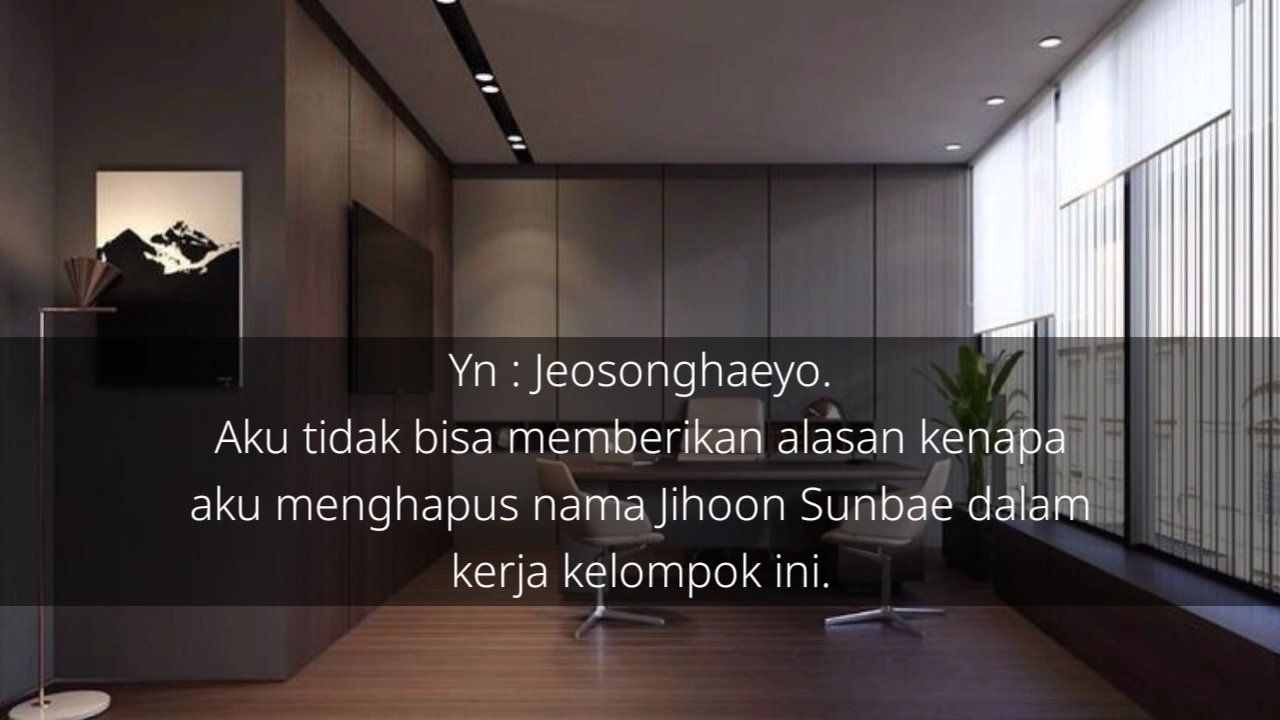 Yn : Jeosonghaeyo.
Aku tidak bisa memberikan alasan kenapa
aku menghapus nama Jihoon Sunbae dalam
kerja kelompok ini.